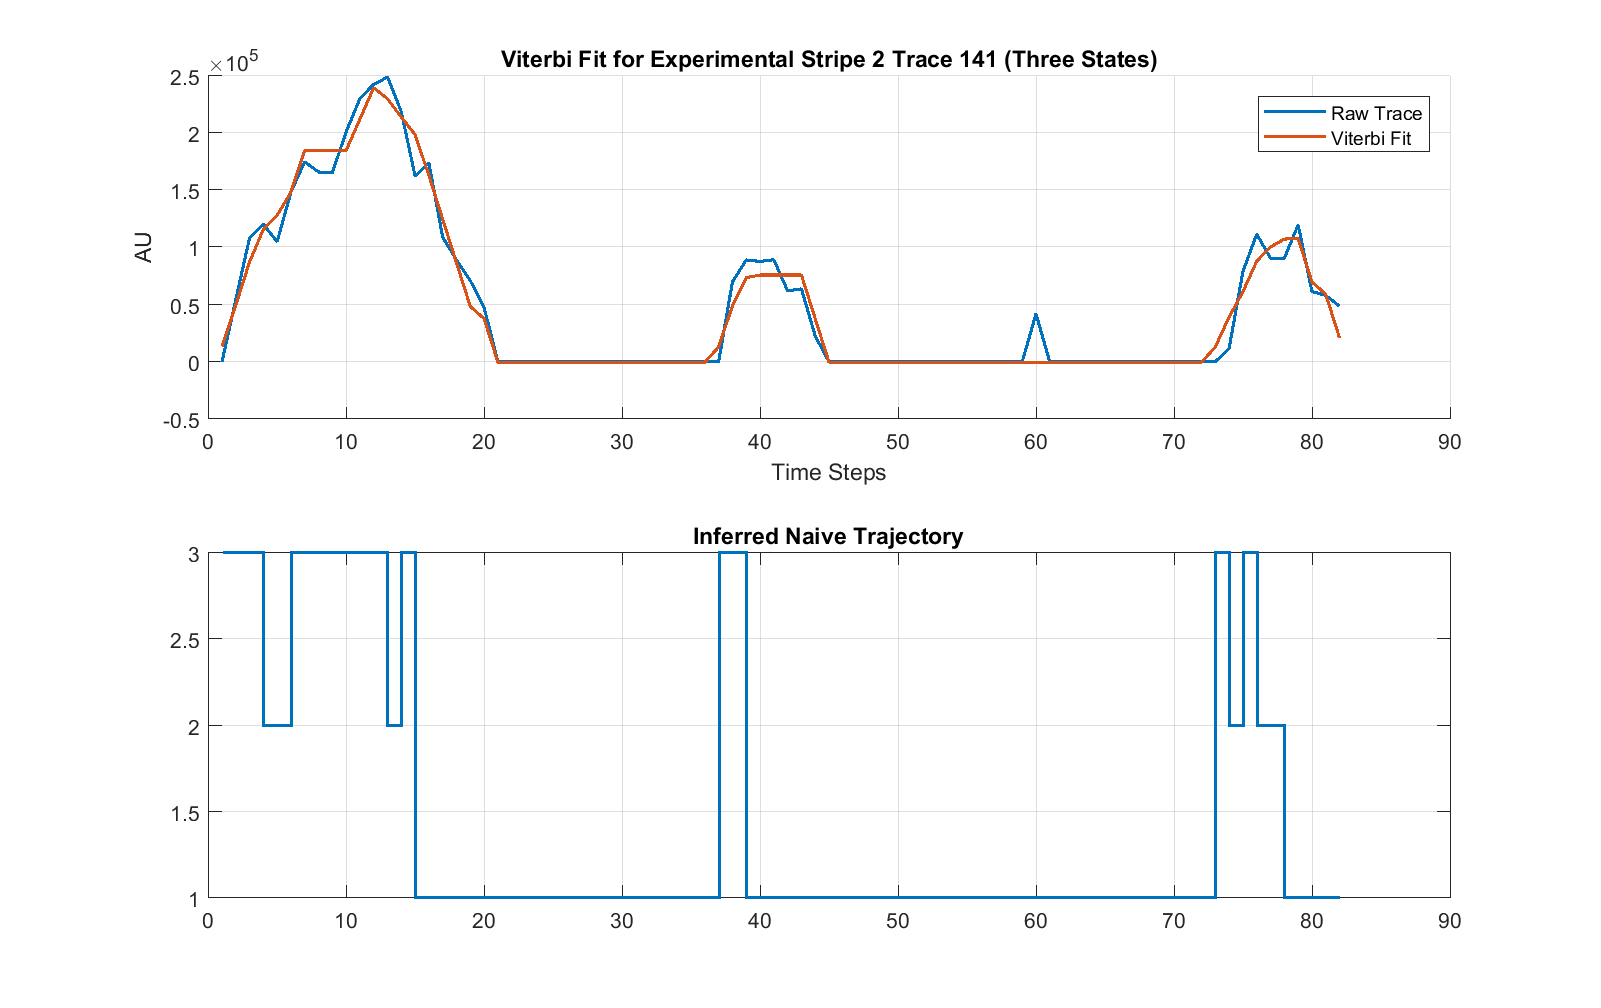 Viterbi Fit for Experimental Stripe 2 Trace 141 (Three States)
×10^5
2.5
2
1.5
1
0.5
0
-0.5
AU
Raw Trace
Viterbi Fit
0 10 20 30 40 50 60 70 80 90
Time Steps
Inferred Naive Trajectory
3
2.5
2
1.5
1
0 10 20 30 40 50 60 70 80 90